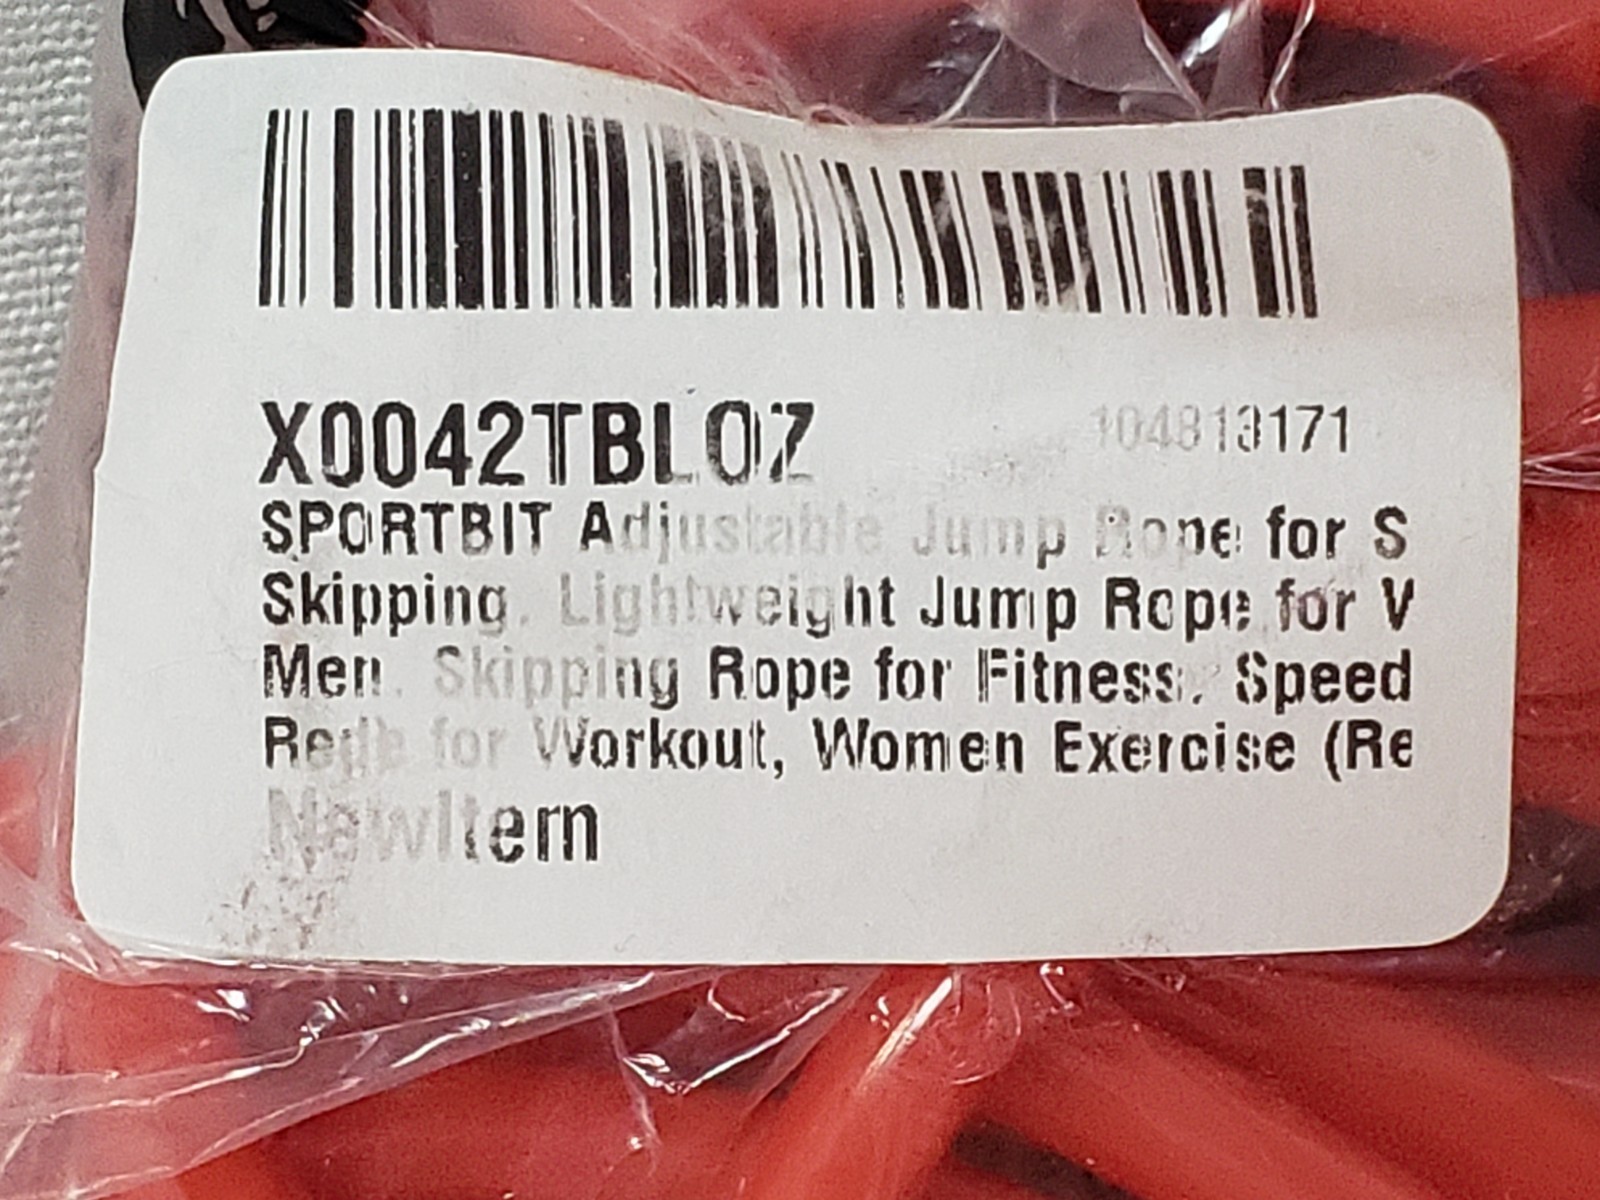 X0042TBLOZ 104813171
SPORTBIT Adjustable Jump Rope for S
Skipping. Lightweight Jump Rope for W
Men. Skipping Rope for Fitness. Speed
Rope for Workout, Women Exercise (Re
NewItem